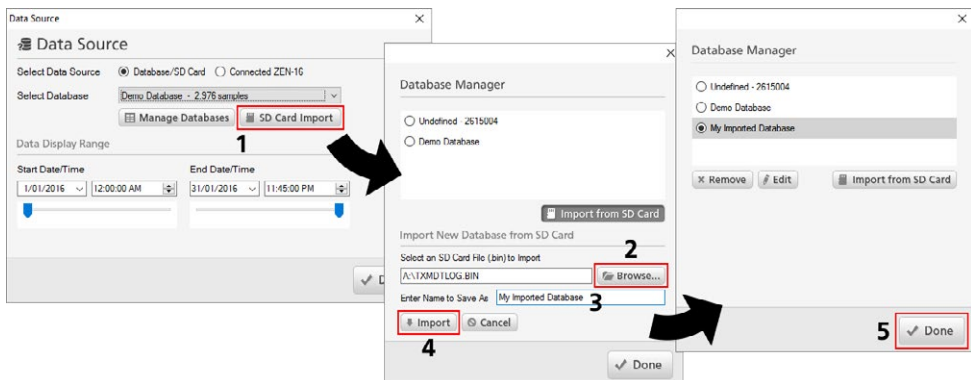 Data Source
Data Source
Select Data Source Database/SD Card Connected ZEN-16
Select Database Demo Database - 2,976 samples
Manage Databases SD Card Import
1
Data Display Range
Start Date/Time End Date/Time
1/01/2016 12:00:00 AM 31/01/2016 11:45:00 PM
Database Manager
Undefined - 2615004
Demo Database
Import from SD Card
Import New Database from SD Card
2
Select an SD Card File (.bin) to Import
A:\TXMDTLOG.BIN Browse...
Enter Name to Save As My Imported Database
3
Import Cancel
4
Done
Database Manager
Undefined - 2615004
Demo Database
My Imported Database
Remove Edit Import from SD Card
5 Done